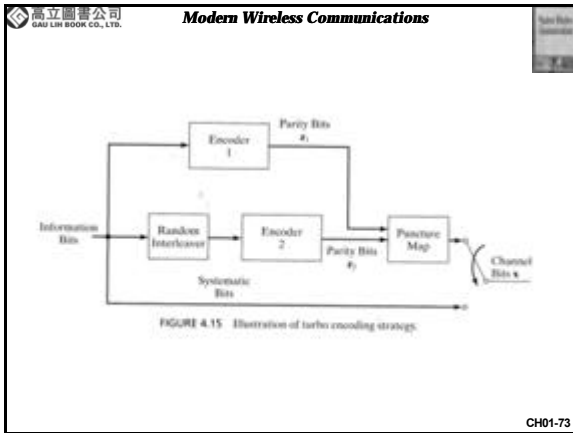 高立圖書公司
GAU LIH BOOK CO., LTD.
Modern Wireless Communications
Parity Bits
Encoder
1
Information
Bits
Random
Interleaver
Encoder
2
Parity Bits
Puncture
Map
Channel
Bits x
Systematic
Bits
FIGURE 4.15 Illustration of turbo encoding strategy.
CH01-73